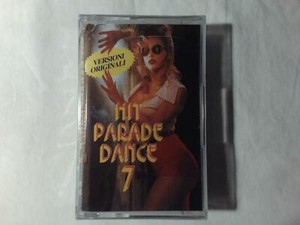 VERSIONI
ORIGINALI
HIT
PARADE
DANCE
7